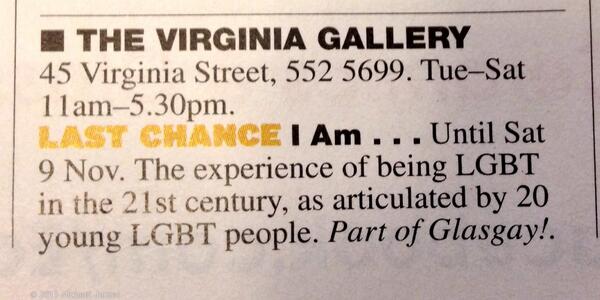 ■ THE VIRGINIA GALLERY
45 Virginia Street, 552 5699. Tue–Sat
11am–5.30pm.
LAST CHANCE I Am . . . Until Sat
9 Nov. The experience of being LGBT
in the 21st century, as articulated by 20
young LGBT people. Part of Glasgay!.